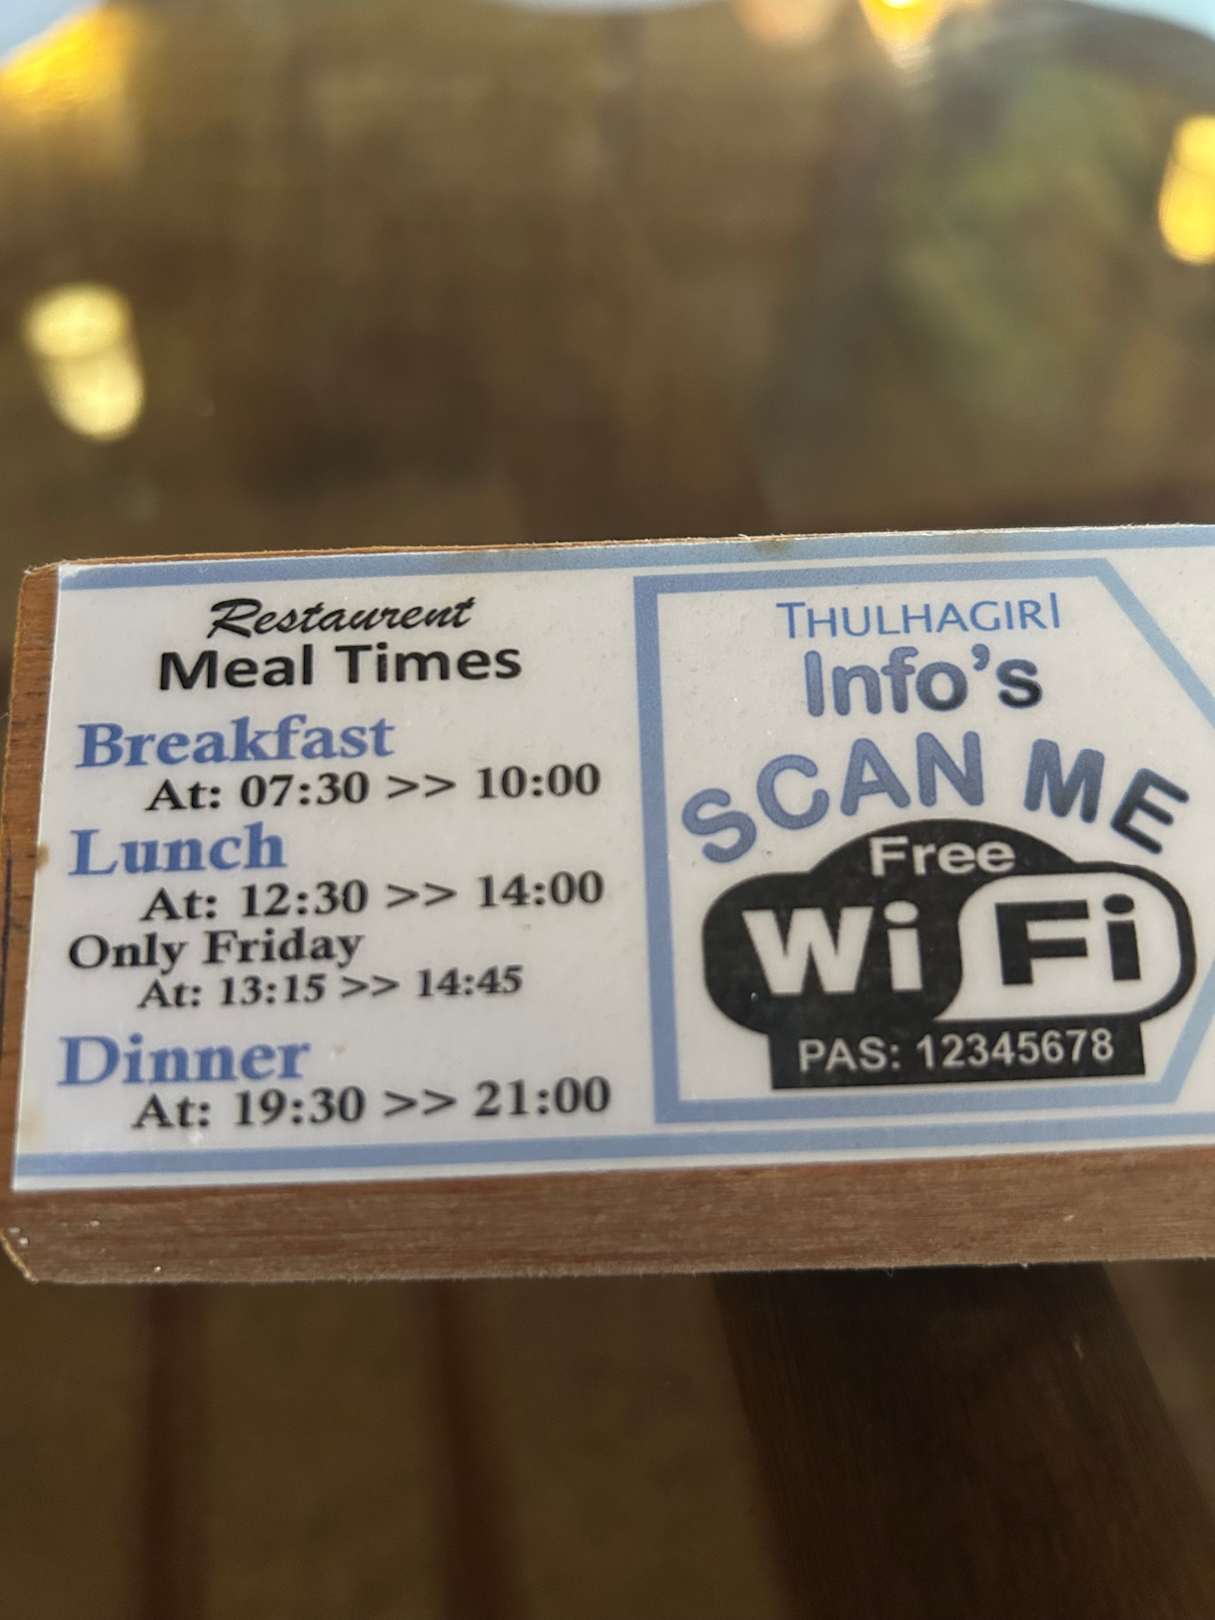 Restaurent
Meal Times
Breakfast
At: 07:30 >> 10:00
Lunch
At: 12:30 >> 14:00
Only Friday
At: 13:15 >> 14:45
Dinner
At: 19:30 >> 21:00
THULHAGIRI
Info's
SCAN ME
Free
Wi Fi
PAS: 12345678